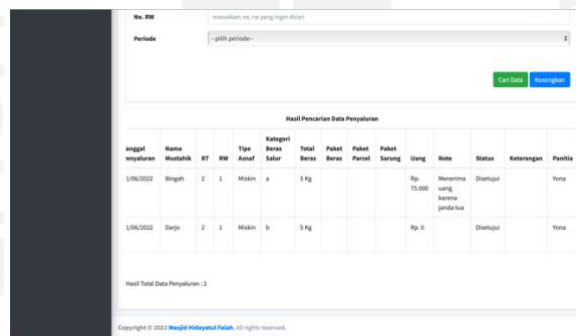 No. RW
masukkan no. rw yang ingin dicari
Periode
--pilih periode--
Cari Data Kosongkan
Hasil Pencarian Data Penyaluran
anggal enyaluran Nama Mustahik RT RW Tipe Asnaf Kategori Beras Salur Total Beras Paket Beras Paket Parcel Paket Sarung Uang Note Status Keterangan Panitia
1/06/2022 Bingah 2 1 Miskin a 5 Kg Rp. 75.000 Menerima uang karena janda tua Disetujui Yona
1/06/2022 Darjo 2 1 Miskin b 5 Kg Rp. 0 Disetujui Yona
Hasil Total Data Penyaluran : 2
Copyright © 2022 Masjid Hidayatul Falah. All rights reserved.